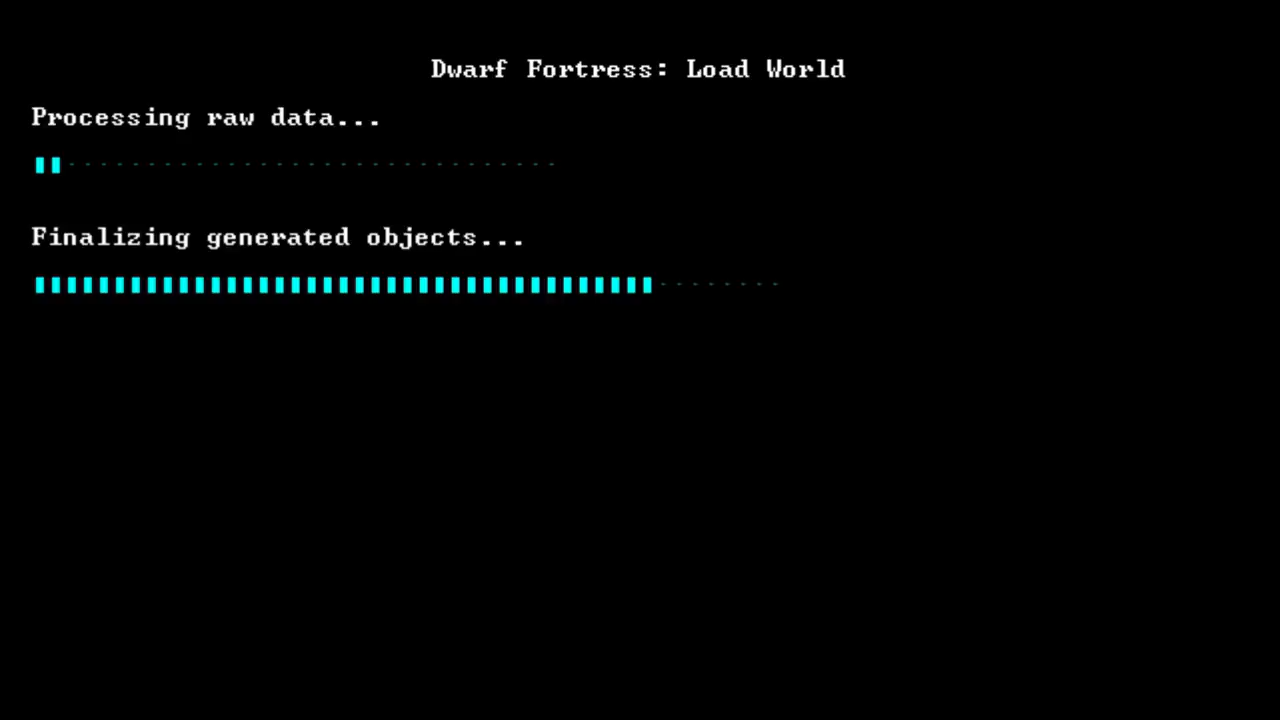 Dwarf Fortress: Load World
Processing raw data...
Finalizing generated objects...